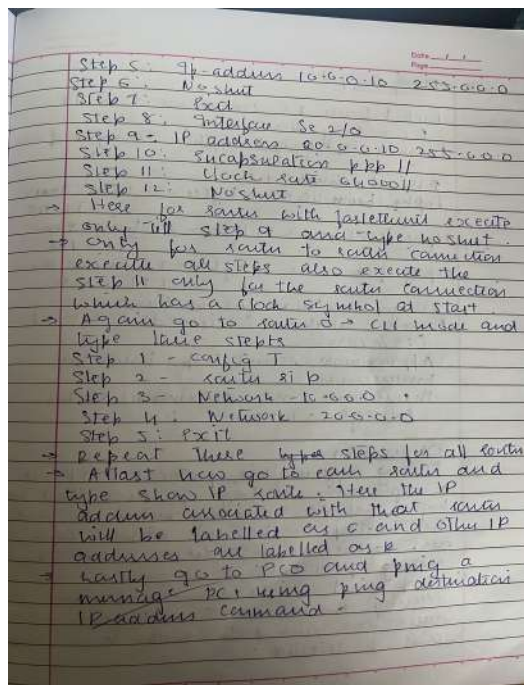 Date
Page
Step 5: Ip address 10.0.0.10 255.0.0.0
Step 6: No shut
Step 7: Exit
Step 8: Interface Se 2/0
Step 9 - IP address 20.0.0.10 255.0.0.0
Step 10: Encapsulation ppp //
Step 11: Clock rate 64000 //
Step 12: No shut
→ Here for router with fastethernet execute
only till step 9 and type no shut.
→ Only for router to router connection
execute all steps also execute the
step 11 only for the router connection
which has a clock symbol at start.
→ Again go to router 0 → CLI mode and
type these steps
Step 1 - config T
Step 2 - router rip
Step 3 - Network - 10.0.0.0
Step 4: Network - 20.0.0.0
Step 5: Exit
→ Repeat these steps for all router
→ At last now go to each router and
type show IP route. Here the IP
address associated with that router
will be labelled as c and other IP
addresses are labelled as R
→ Lastly go to PC0 and ping a
message PC1 using ping destination
IP address command.